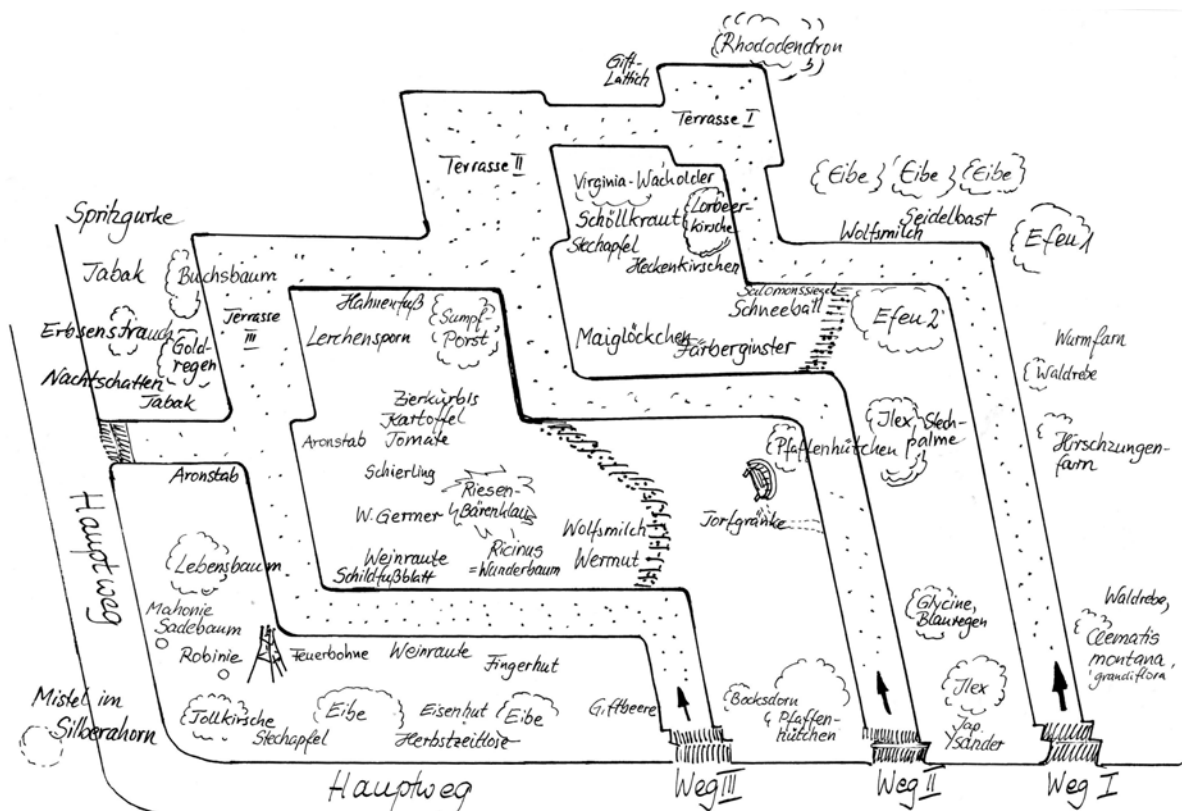 Rhododendron
Gift-
Lattich
Terrasse I
Terrasse II
Virginia-Wacholder
Schöllkraut
Lorbeer-
kirsche
Stechapfel
Heckenkirschen
{Eibe} {Eibe} {Eibe}
Seidelbast
Wolfsmilch
Efeu 1
Spritzgurke
Tabak
Buchsbaum
Erbsenstrauch
Gold-
regen
Nachtschatten
Tabak
Terrasse
III
Hahnenfuß
Lerchensporn
Sumpf-
Porst
Salomonssiegel
Schneeball
Efeu 2
Maiglöckchen
Färberginster
Wurmfarn
Waldrebe
Hirschzungen-
farn
Zierkürbis
Kartoffel
Aronstab
Tomate
Schierling
Riesen-
Bärenklau
W. Germer
Wolfsmilch
Weinraute
Ricinus
=Wunderbaum
Wermut
Schildfußblatt
Ilex Stech-
palme
Pfaffenhütchen
Torfgränke
Aronstab
Hauptweg
Lebensbaum
Mahonie
Sadebaum
Robinie
Feuerbohne
Weinraute
Fingerhut
Glycine,
Blauregen
Waldrebe,
Clematis
montana,
grandiflora
Mistel im
Silberahorn
Tollkirsche
Stechapfel
Eibe
Eisenhut
Eibe
Herbstzeitlose
Giftbeere
Bocksdorn
& Pfaffen-
hütchen
Ilex
Jap.
Ysander
Hauptweg
Weg III
Weg II
Weg I